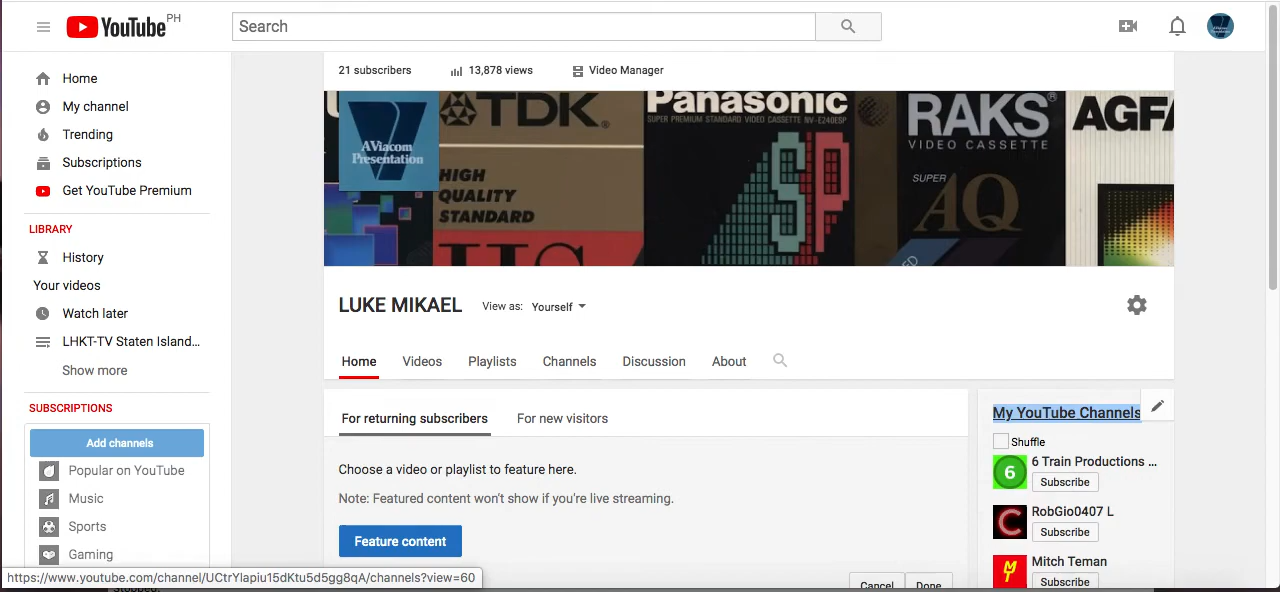 YouTube PH
Search
Home
My channel
Trending
Subscriptions
Get YouTube Premium
LIBRARY
History
Your videos
Watch later
LHKT-TV Staten Island...
Show more
SUBSCRIPTIONS
Add channels
Popular on YouTube
Music
Sports
Gaming
https://www.youtube.com/channel/UCtrYlapiu15dKtu5d5gg8qA/channels?view=60
21 subscribers
13,878 views
Video Manager
AViacom
Presentation
TDK®
HIGH
QUALITY
STANDARD
Panasonic
SUPER PREMIUM STANDARD VIDEO CASSETTE NV-E240ESP
SP
RAKS®
VIDEO CASSETTE
SUPER
AQ
AGFA
LUKE MIKAEL
View as: Yourself
Home Videos Playlists Channels Discussion About
For returning subscribers For new visitors
Choose a video or playlist to feature here.
Note: Featured content won't show if you're live streaming.
Feature content
Cancel Done
My YouTube Channels
Shuffle
6 Train Productions ...
6
Subscribe
RobGio0407 L
Subscribe
Mitch Teman
Subscribe